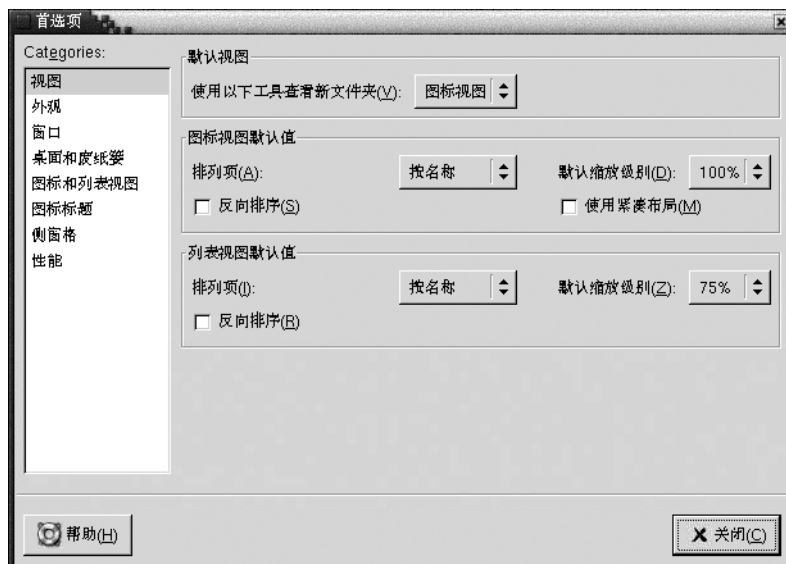 首选项
Categories:
视图
外观
窗口
桌面和废纸篓
图标和列表视图
图标标题
侧窗格
性能
默认视图
使用以下工具查看新文件夹(V): 图标视图
图标视图默认值
排列项(A): 按名称 默认缩放级别(D): 100%
反向排序(S) 使用紧凑布局(M)
列表视图默认值
排列项(I): 按名称 默认缩放级别(Z): 75%
反向排序(R)
帮助(H) 关闭(C)